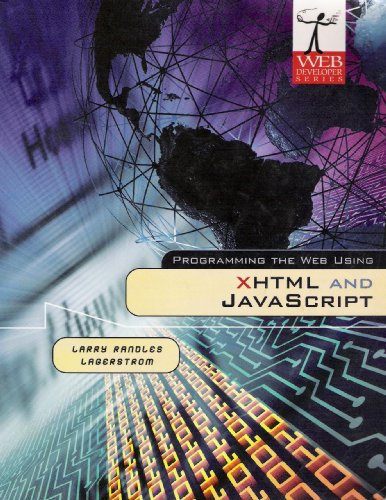 WEB
DEVELOPER
SERIES
PROGRAMMING THE WEB USING
XHTML AND
JAVASCRIPT
LARRY RANDLES
LAGERSTROM